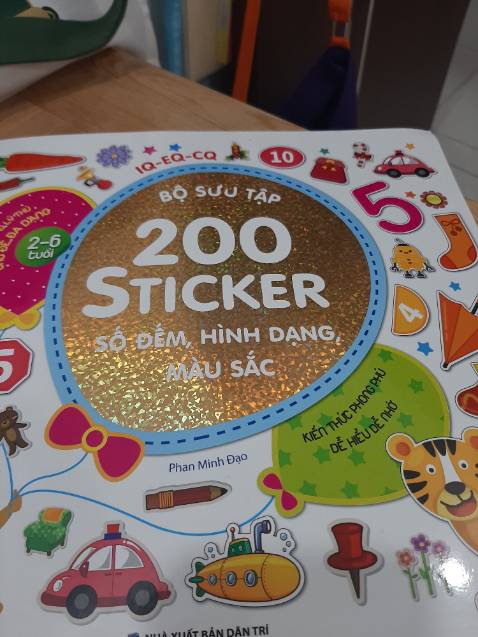 IQ-EQ-CQ
10
BỘ SƯU TẬP
200
STICKER
SỐ ĐẾM, HÌNH DẠNG,
MÀU SẮC
2-6
tuổi
5
4
5
KIẾN THỨC PHONG PHÚ
DỄ HIỂU DỄ NHỚ
Phan Minh Đạo
NHÀ XUẤT BẢN DÂN TRÍ